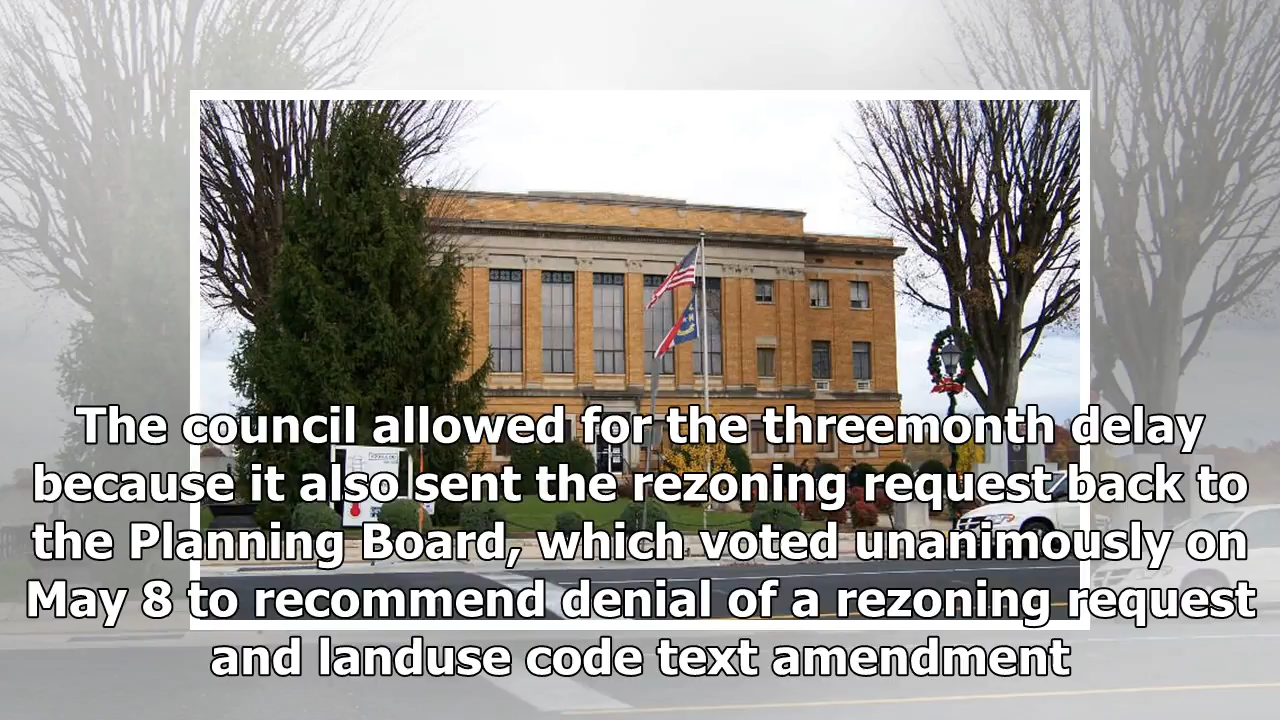 The council allowed for the threemonth delay
because it also sent the rezoning request back to
the Planning Board, which voted unanimously on
May 8 to recommend denial of a rezoning request
and landuse code text amendment